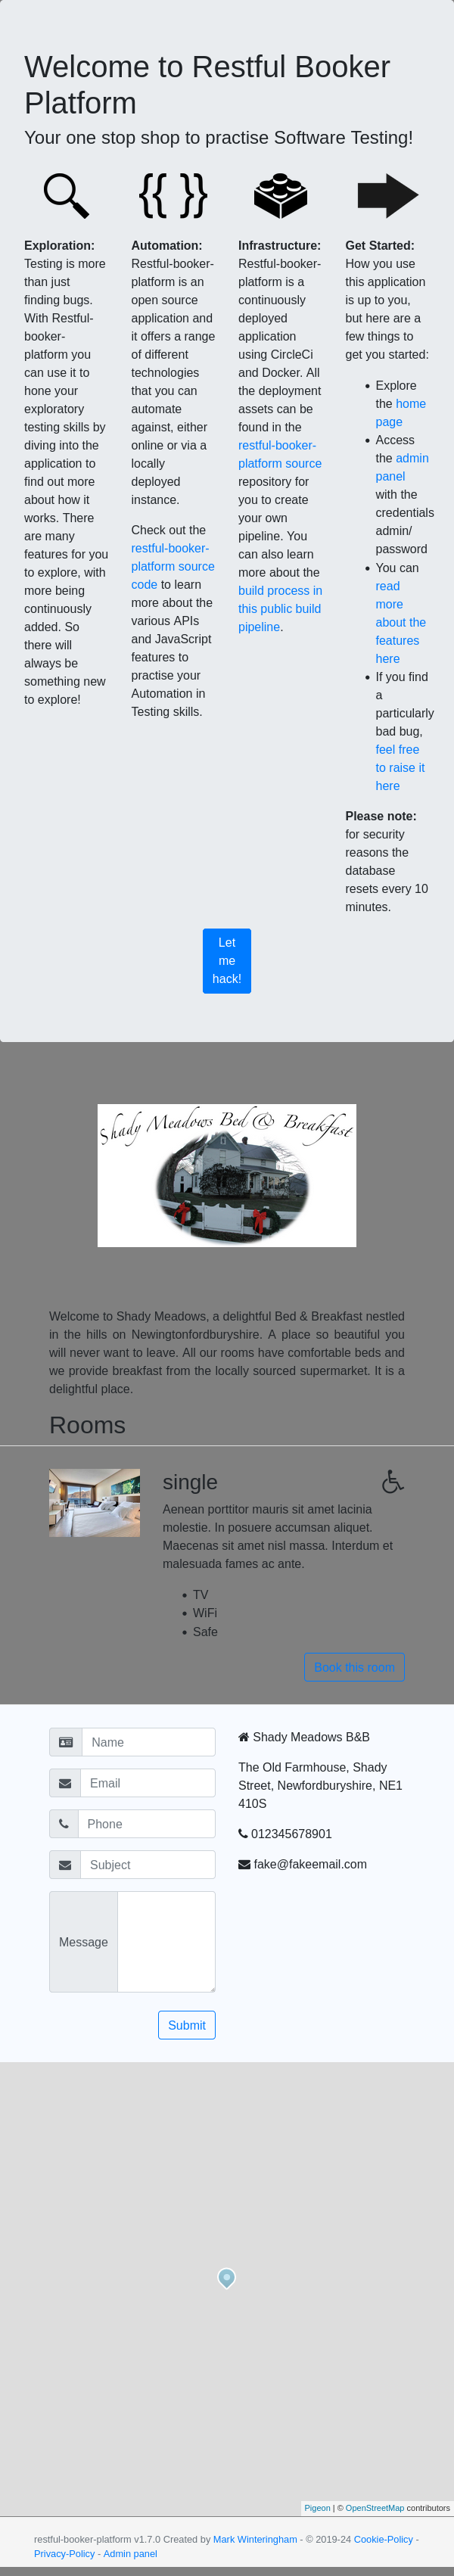 Welcome to Restful Booker
Platform
Your one stop shop to practise Software Testing!
Exploration:
Testing is more
than just
finding bugs.
With Restful-
booker-
platform you
can use it to
hone your
exploratory
testing skills by
diving into the
application to
find out more
about how it
works. There
are many
features for you
to explore, with
more being
continuously
added. So
there will
always be
something new
to explore!
Automation:
Restful-booker-
platform is an
open source
application and
it offers a range
of different
technologies
that you can
automate
against, either
online or via a
locally
deployed
instance.
Check out the
restful-booker-
platform source
code to learn
more about the
various APIs
and JavaScript
features to
practise your
Automation in
Testing skills.
Infrastructure:
Restful-booker-
platform is a
continuously
deployed
application
using CircleCi
and Docker. All
the deployment
assets can be
found in the
restful-booker-
platform source
repository for
you to create
your own
pipeline. You
can also learn
more about the
build process in
this public build
pipeline.
Get Started:
How you use
this application
is up to you,
but here are a
few things to
get you started:
• Explore
the home
page
• Access
the admin
panel
with the
credentials
admin/
password
• You can
read
more
about the
features
here
• If you find
a
particularly
bad bug,
feel free
to raise it
here
Please note:
for security
reasons the
database
resets every 10
minutes.
Let
me
hack!
Shady Meadows Bed & Breakfast
Welcome to Shady Meadows, a delightful Bed & Breakfast nestled
in the hills on Newingtonfordburyshire. A place so beautiful you
will never want to leave. All our rooms have comfortable beds and
we provide breakfast from the locally sourced supermarket. It is a
delightful place.
Rooms
single
Aenean porttitor mauris sit amet lacinia
molestie. In posuere accumsan aliquet.
Maecenas sit amet nisl massa. Interdum et
malesuada fames ac ante.
• TV
• WiFi
• Safe
Book this room
Name
Email
Phone
Subject
Message
Submit
Shady Meadows B&B
The Old Farmhouse, Shady
Street, Newfordburyshire, NE1
410S
012345678901
fake@fakeemail.com
Pigeon | © OpenStreetMap contributors
restful-booker-platform v1.7.0 Created by Mark Winteringham - © 2019-24 Cookie-Policy -
Privacy-Policy - Admin panel